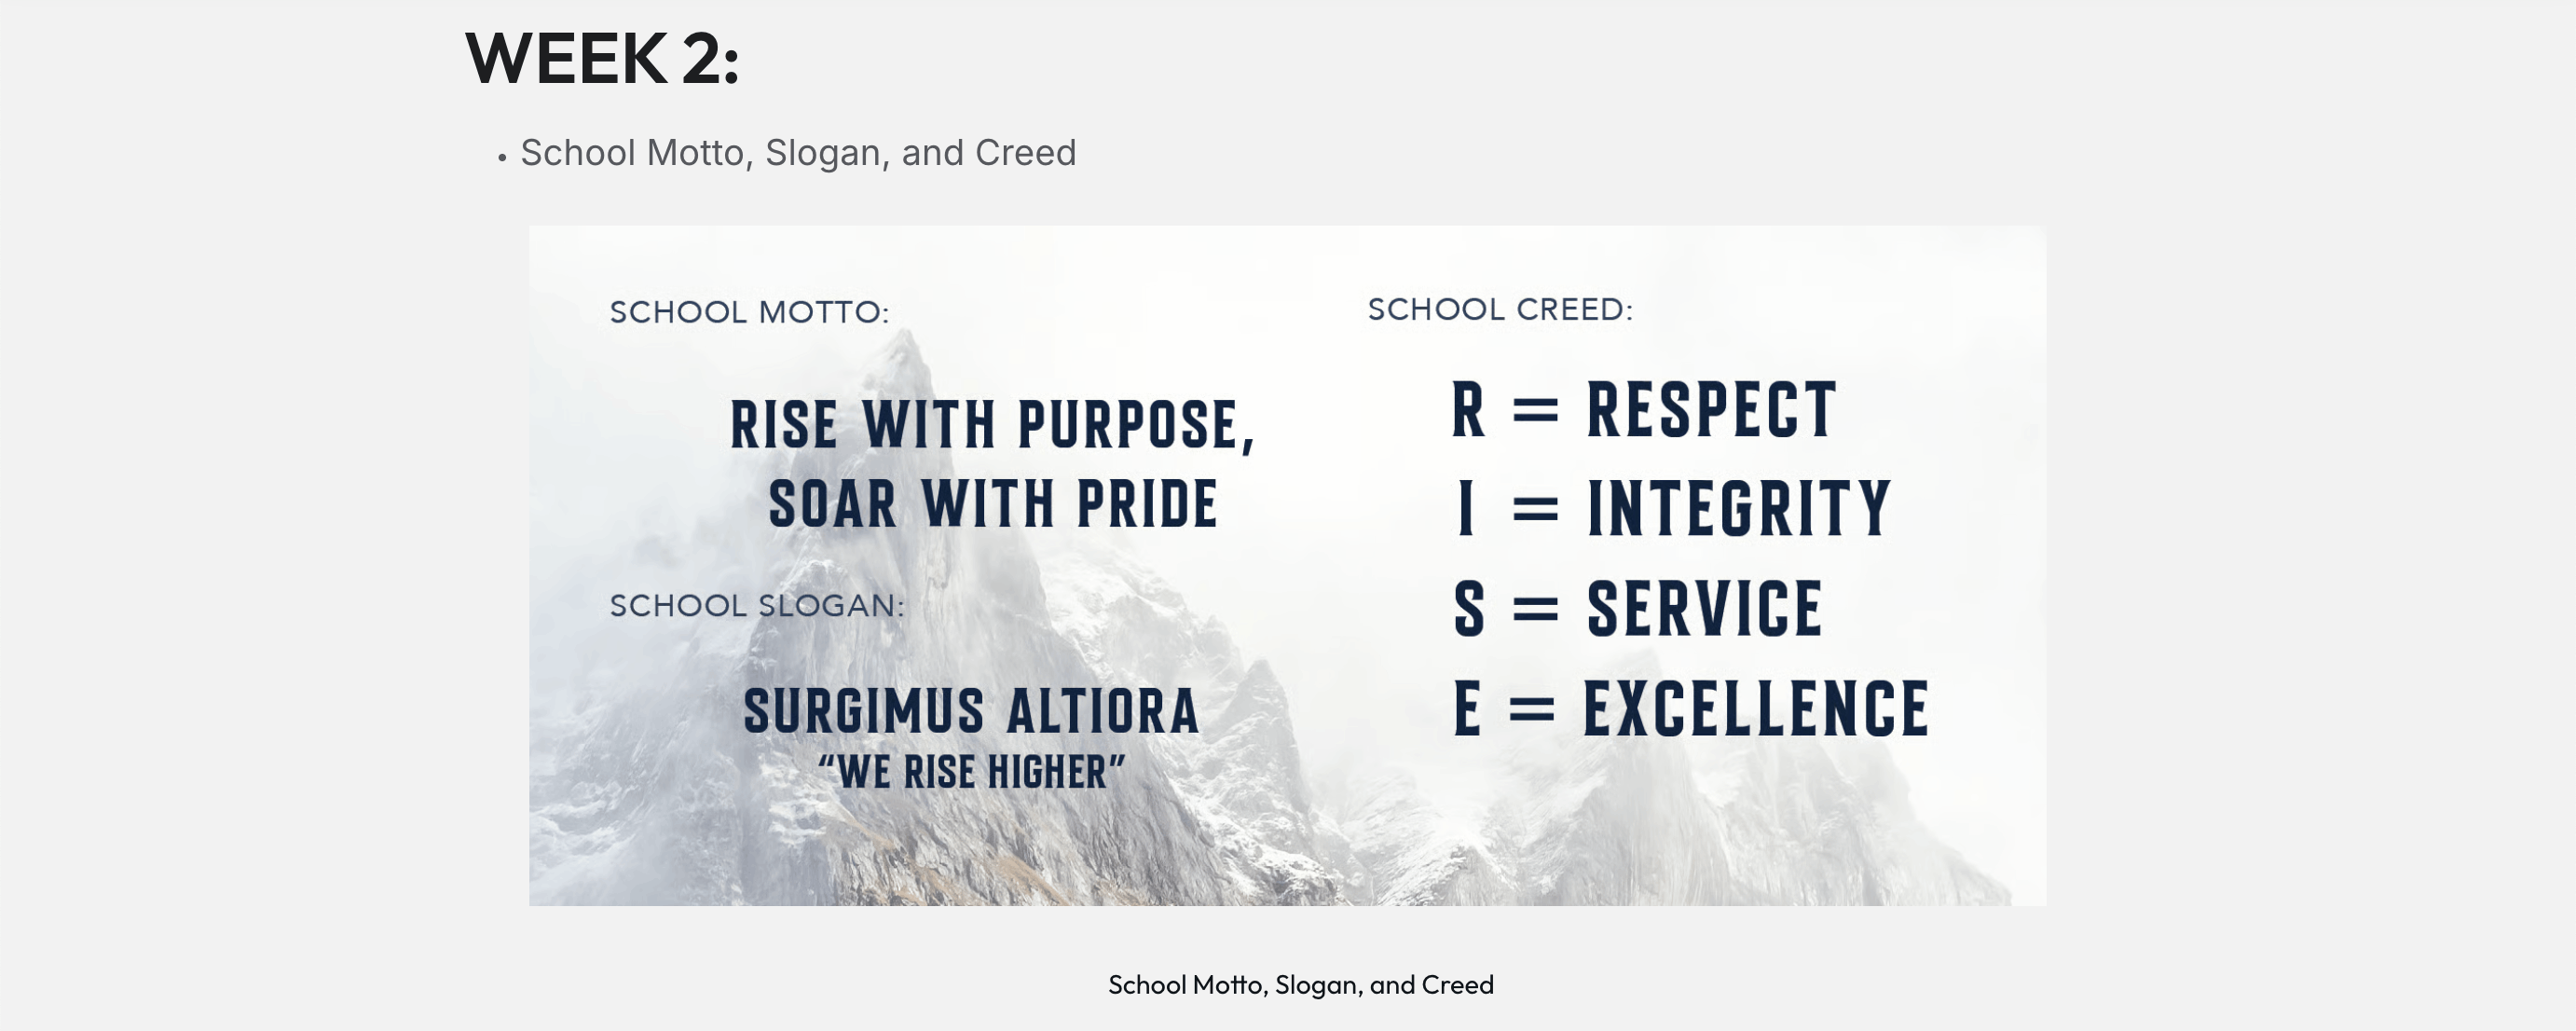 WEEK 2:
• School Motto, Slogan, and Creed
SCHOOL MOTTO:
RISE WITH PURPOSE,
SOAR WITH PRIDE
SCHOOL SLOGAN:
SURGIMUS ALTIORA
“WE RISE HIGHER”
SCHOOL CREED:
R = RESPECT
I = INTEGRITY
S = SERVICE
E = EXCELLENCE
School Motto, Slogan, and Creed